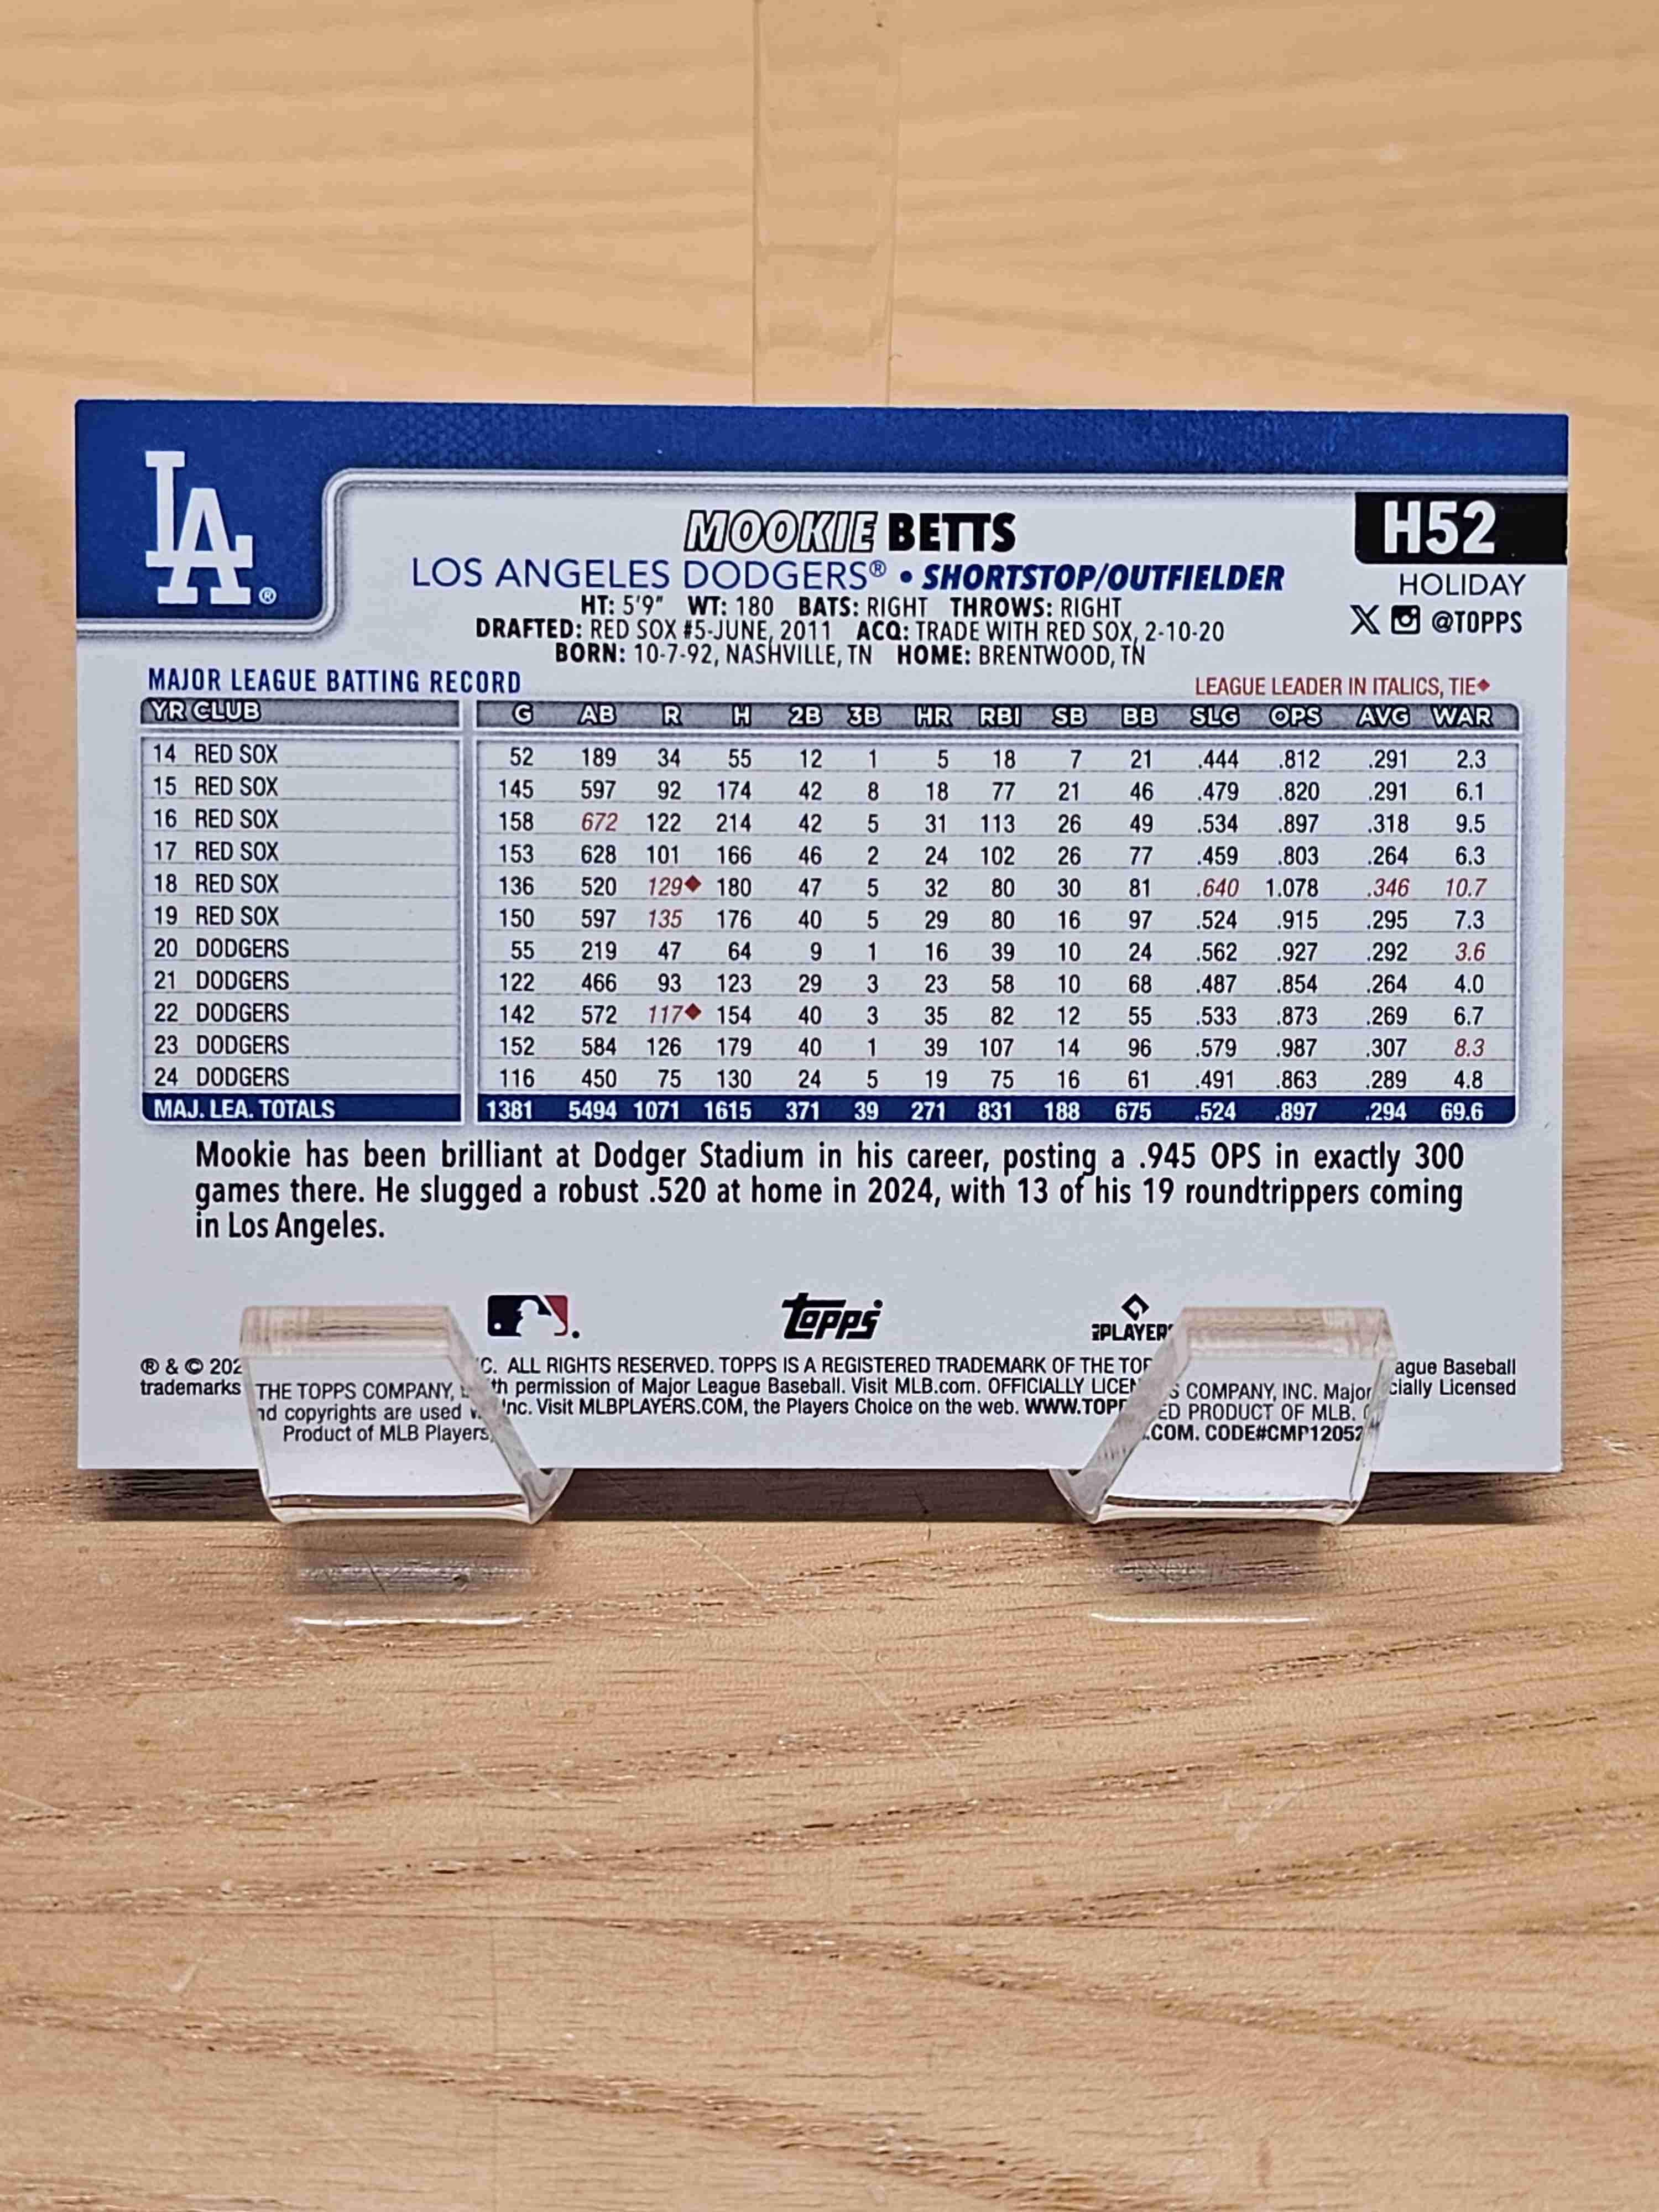 LA®
MOOKIE BETTS
H52
LOS ANGELES DODGERS® • SHORTSTOP/OUTFIELDER
HOLIDAY
HT: 5'9" WT: 180 BATS: RIGHT THROWS: RIGHT
@TOPPS
DRAFTED: RED SOX #5-JUNE, 2011 ACQ: TRADE WITH RED SOX, 2-10-20
BORN: 10-7-92, NASHVILLE, TN HOME: BRENTWOOD, TN
MAJOR LEAGUE BATTING RECORD
LEAGUE LEADER IN ITALICS, TIE◆
YR CLUB G AB R H 2B 3B HR RBI SB BB SLG OPS AVG WAR
14 RED SOX 52 189 34 55 12 1 5 18 7 21 .444 .812 .291 2.3
15 RED SOX 145 597 92 174 42 8 18 77 21 46 .479 .820 .291 6.1
16 RED SOX 158 672 122 214 42 5 31 113 26 49 .534 .897 .318 9.5
17 RED SOX 153 628 101 166 46 2 24 102 26 77 .459 .803 .264 6.3
18 RED SOX 136 520 129◆ 180 47 5 32 80 30 81 .640 1.078 .346 10.7
19 RED SOX 150 597 135 176 40 5 29 80 16 97 .524 .915 .295 7.3
20 DODGERS 55 219 47 64 9 1 16 39 10 24 .562 .927 .292 3.6
21 DODGERS 122 466 93 123 29 3 23 58 10 68 .487 .854 .264 4.0
22 DODGERS 142 572 117◆ 154 40 3 35 82 12 55 .533 .873 .269 6.7
23 DODGERS 152 584 126 179 40 1 39 107 14 96 .579 .987 .307 8.3
24 DODGERS 116 450 75 130 24 5 19 75 16 61 .491 .863 .289 4.8
MAJ. LEA. TOTALS 1381 5494 1071 1615 371 39 271 831 188 675 .524 .897 .294 69.6
Mookie has been brilliant at Dodger Stadium in his career, posting a .945 OPS in exactly 300
games there. He slugged a robust .520 at home in 2024, with 13 of his 19 roundtrippers coming
in Los Angeles.
Topps
® & © THE TOPPS COMPANY, ALL RIGHTS RESERVED. TOPPS IS A REGISTERED TRADEMARK OF THE COMPANY, INC. Major Baseball
trademarks and copyrights are used permission of Major League Baseball. Visit MLB.com. OFFICIALLY PRODUCT OF MLB. Licensed
Product of MLB Players, Inc. Visit MLBPLAYERS.COM, the Players Choice on the web. WWW.TOPPS.COM. CODE#CMP12052